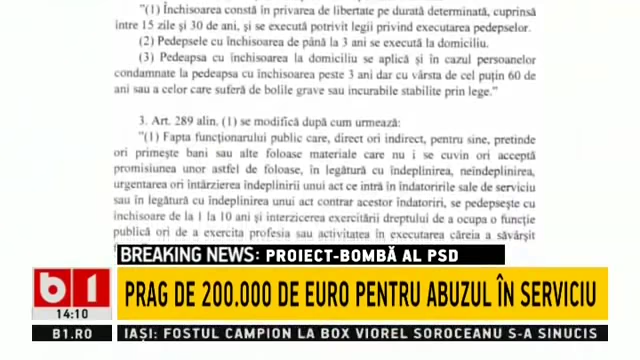 "(1) Închisoarea constă în privarea de libertate pe durată determinată, cuprinsă
între 15 zile și 30 de ani, și se execută potrivit legii privind executarea pedepselor.
(2) Pedepsele cu închisoarea de până la 3 ani se execută la domiciliu.
(3) Pedeapsa cu închisoarea la domiciliu se aplică și în cazul persoanelor
condamnate la pedeapsa cu închisoare peste 3 ani dar cu vârsta de cel puțin 60 de
ani sau a celor care suferă de bolile grave sau incurabile stabilite prin lege."
3. Art. 289 alin, (1) se modifică după cum urmează:
"(1) Fapta funcționarului public care, direct ori indirect, pentru sine, pretinde
ori primește bani sau alte foloase materiale care nu i se cuvin ori acceptă
promisiunea unor astfel de foloase, în legătură cu îndeplinirea, neîndeplinirea,
urgentarea ori întârzierea îndeplinirii unui act ce intră în îndatoririle sale de serviciu
sau în legătură cu îndeplinirea unui act contrar acestor îndatoriri, se pedepsește cu
închisoare de la 1 la 10 ani și interzicerea exercitării dreptului de a ocupa o funcție
publică ori de a exercita profesia sau activitatea în executarea căreia a săvârșit
BREAKING NEWS: PROIECT-BOMBĂ AL PSD
b1
PRAG DE 200.000 DE EURO PENTRU ABUZUL ÎN SERVICIU
14:10
B1.RO
IAȘI: FOSTUL CAMPION LA BOX VIOREL SOROCEANU S-A SINUCIS